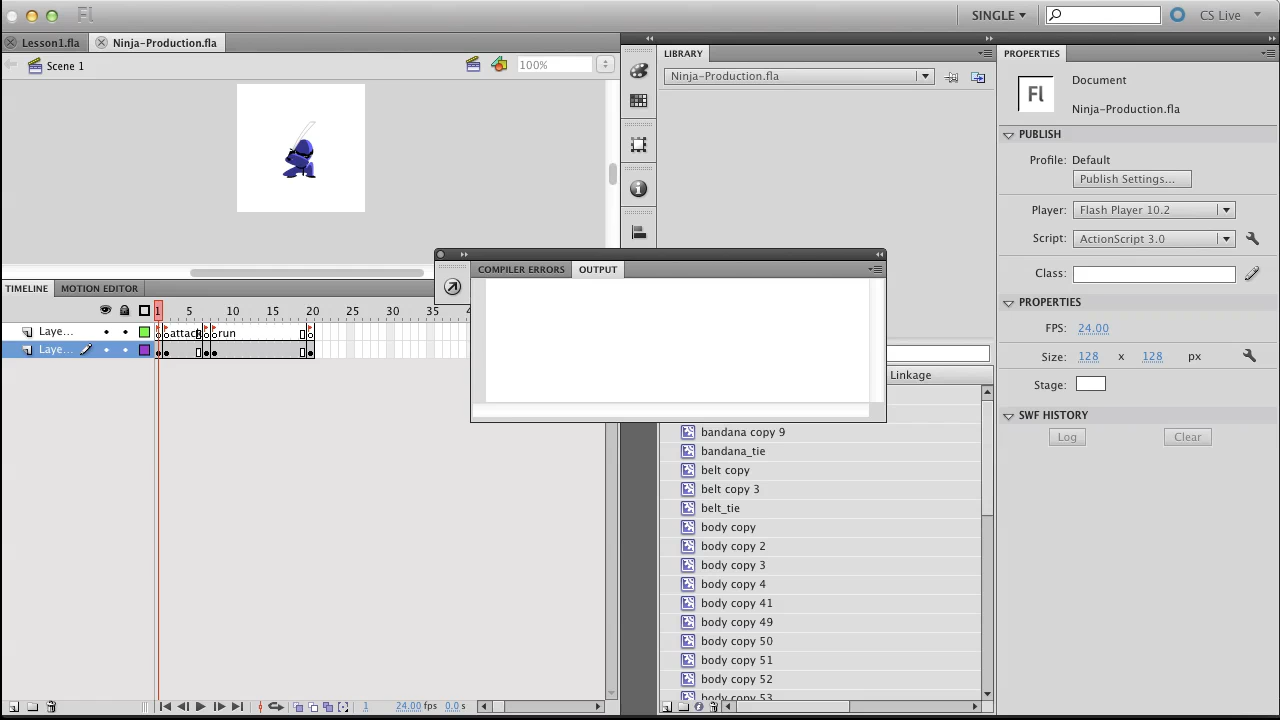 Fl
SINGLE
CS Live
Lesson1.fla
Ninja-Production.fla
Scene 1
100%
LIBRARY
Ninja-Production.fla
PROPERTIES
Fl
Document
Ninja-Production.fla
PUBLISH
Profile: Default
Publish Settings...
Player: Flash Player 10.2
Script: ActionScript 3.0
Class:
PROPERTIES
FPS: 24.00
Size: 128 x 128 px
Stage:
SWF HISTORY
Log
Clear
COMPILER ERRORS
OUTPUT
TIMELINE
MOTION EDITOR
1 5 10 15 20 25 30 35 40
Laye...
attack
run
Laye...
Linkage
bandana copy 9
bandana_tie
belt copy
belt copy 3
belt_tie
body copy
body copy 2
body copy 3
body copy 4
body copy 41
body copy 49
body copy 50
body copy 51
body copy 52
body copy 53
1 24.00 fps 0.0 s